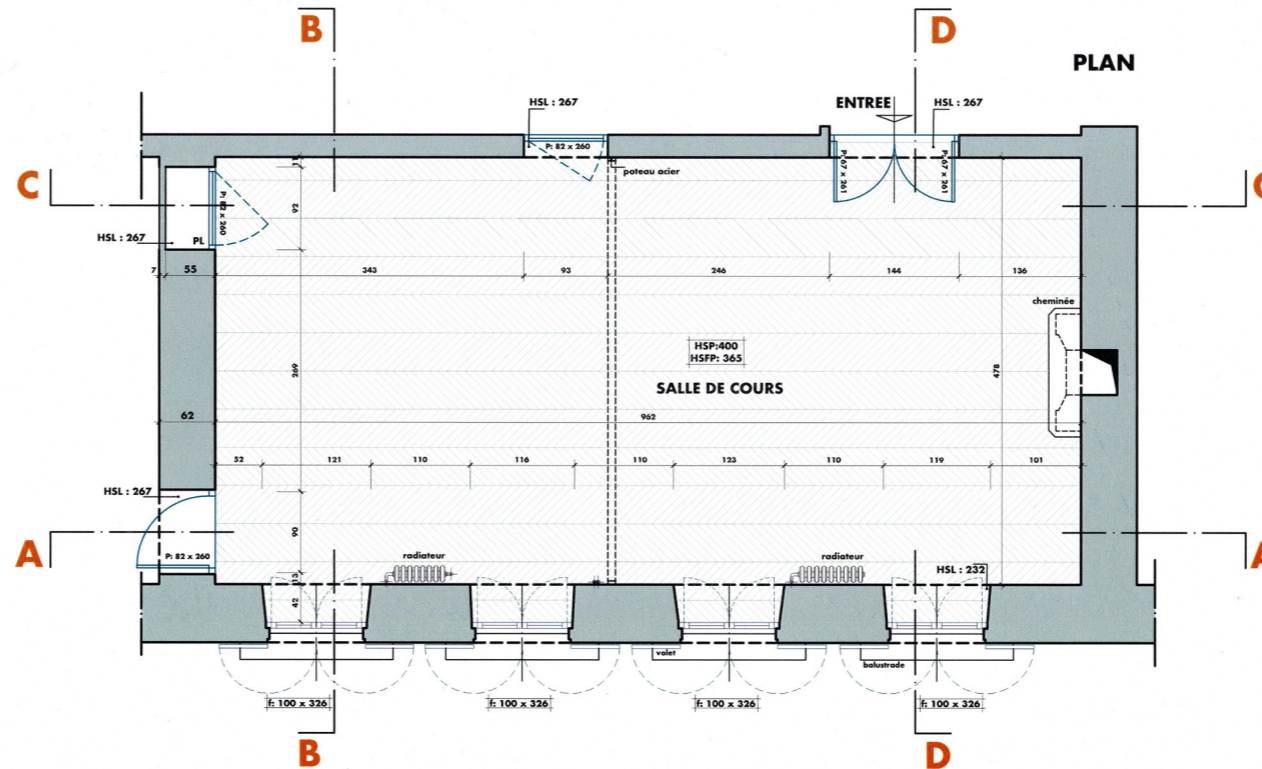 B
D
PLAN
HSL : 267
ENTREE
HSL : 267
P: 82 x 260
P: 67 x 261
P: 67 x 261
11
poteau acier
C
C
P: 82 x 260
92
HSL : 267
PL
7
55
343
93
246
144
136
cheminée
HSP:400
HSFP: 365
269
478
SALLE DE COURS
62
962
52
121
110
116
110
123
110
119
101
HSL : 267
90
A
A
P: 82 x 260
radiateur
radiateur
HSL : 232
13
42
volet
balustrade
f: 100 x 326
f: 100 x 326
f: 100 x 326
f: 100 x 326
B
D